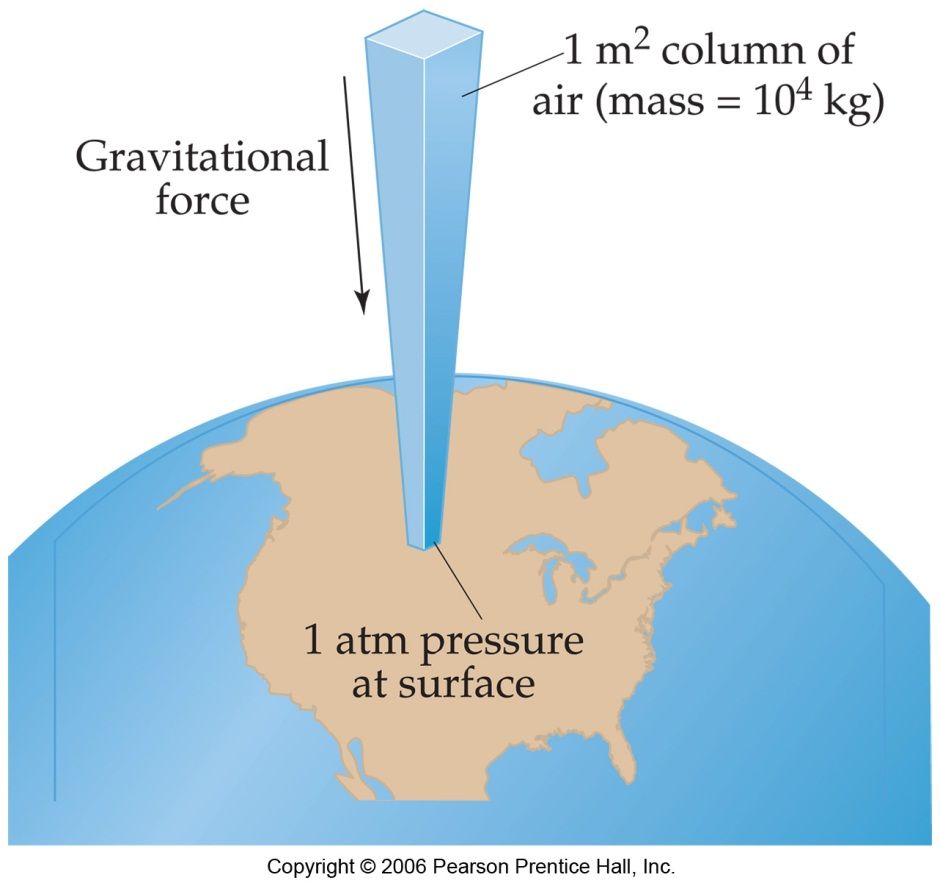 1 m² column of
air (mass = 10⁴ kg)
Gravitational
force
1 atm pressure
at surface
Copyright © 2006 Pearson Prentice Hall, Inc.